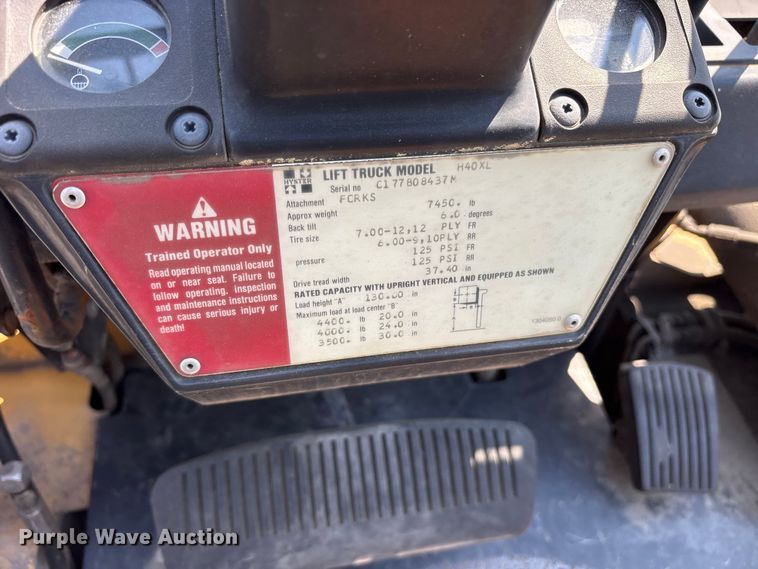 WARNING
Trained Operator Only
Read operating manual located
on or near seat. Failure to
follow operating, inspection
and maintenance instructions
can cause serious injury or
death!
HYSTER
LIFT TRUCK MODEL H40XL
Serial no C177B08437M
Attachment FORKS
Approx weight 7450. lb
Back tilt 6.0 degrees
Tire size 7.00-12,12 PLY FR
6.00-9,10PLY RR
pressure 125 PSI FR
125 PSI RR
Drive tread width 37.40 in
RATED CAPACITY WITH UPRIGHT VERTICAL AND EQUIPPED AS SHOWN
Load height "A" 130.00 in
Maximum load at load center "B"
4400. lb 20.0 in
4000. lb 24.0 in
3500. lb 30.0 in
Purple Wave Auction